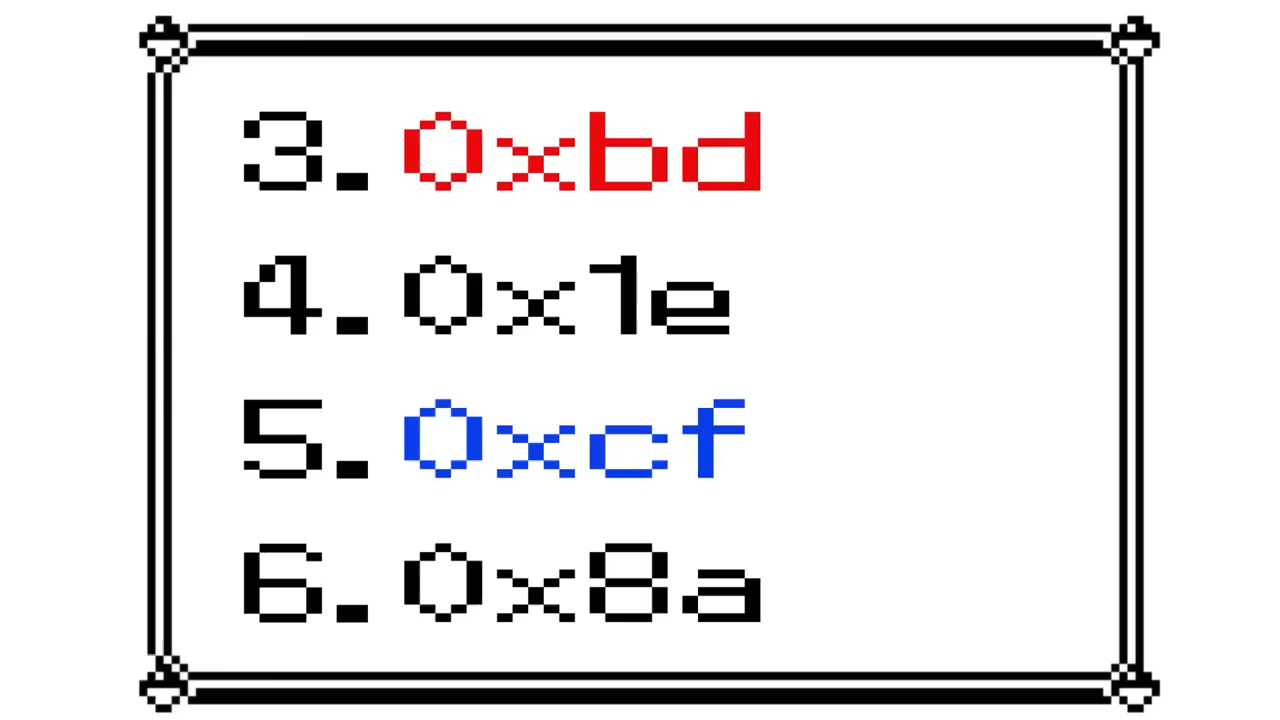 3. 0xbd
4. 0x1e
5. 0xcf
6. 0x8a